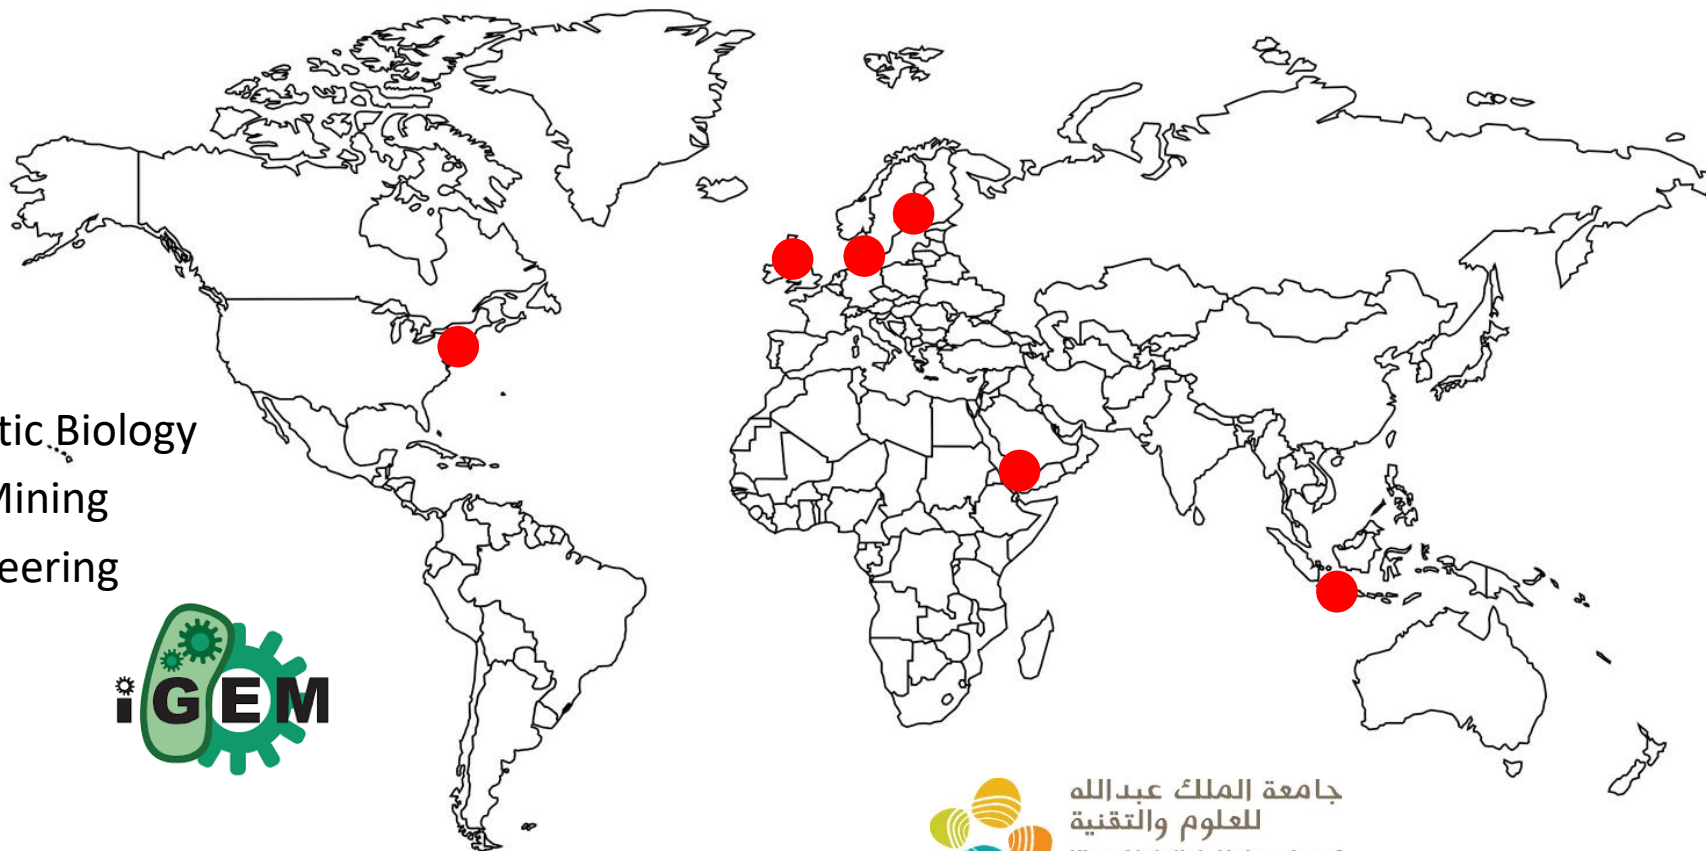 tic Biology
Mining
eering
iGEM
جامعة الملك عبدالله
للعلوم والتقنية